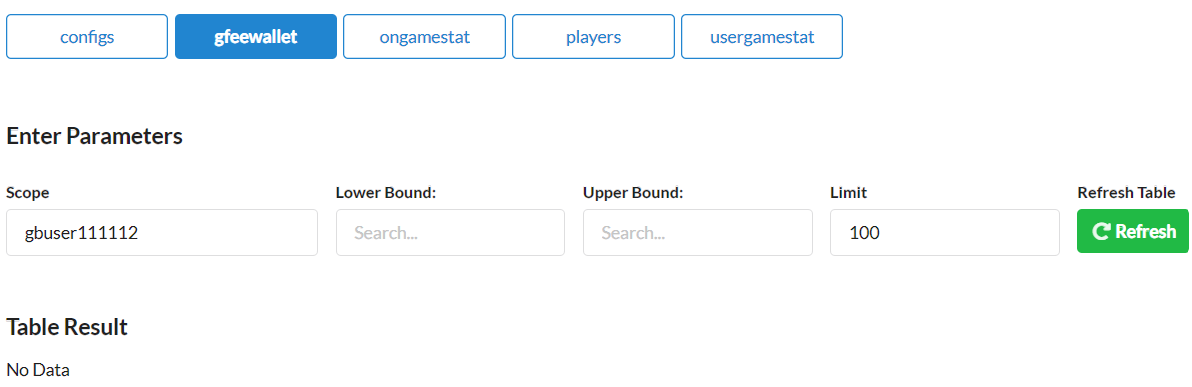 configs gfeewallet ongamestat players usergamestat
Enter Parameters
Scope Lower Bound: Upper Bound: Limit Refresh Table
gbuser111112 Search... Search... 100 Refresh
Table Result
No Data